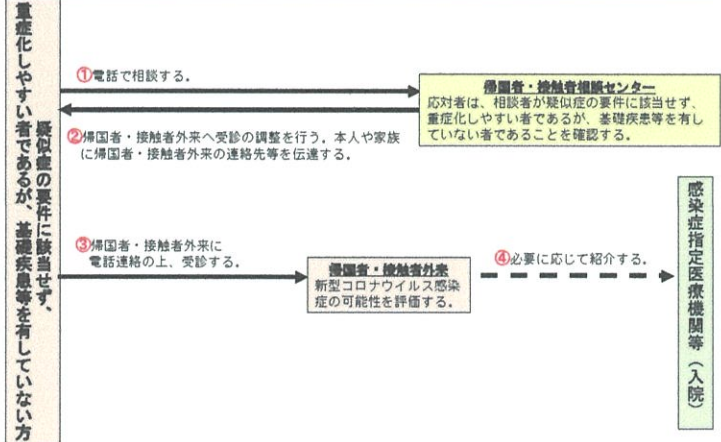 疑似症の要件に該当せず、
重症化しやすい者であるが、基礎疾患等を有していない方
①電話で相談する。
帰国者・接触者相談センター
応対者は、相談者が疑似症の要件に該当せず、
重症化しやすい者であるが、基礎疾患等を有し
ていない者であることを確認する。
②帰国者・接触者外来へ受診の調整を行う。本人や家族
に帰国者・接触者外来の連絡先等を伝達する。
③帰国者・接触者外来に
電話連絡の上、受診する。
帰国者・接触者外来
新型コロナウイルス感染
症の可能性を評価する。
④必要に応じて紹介する。
感染症指定医療機関等（入院）